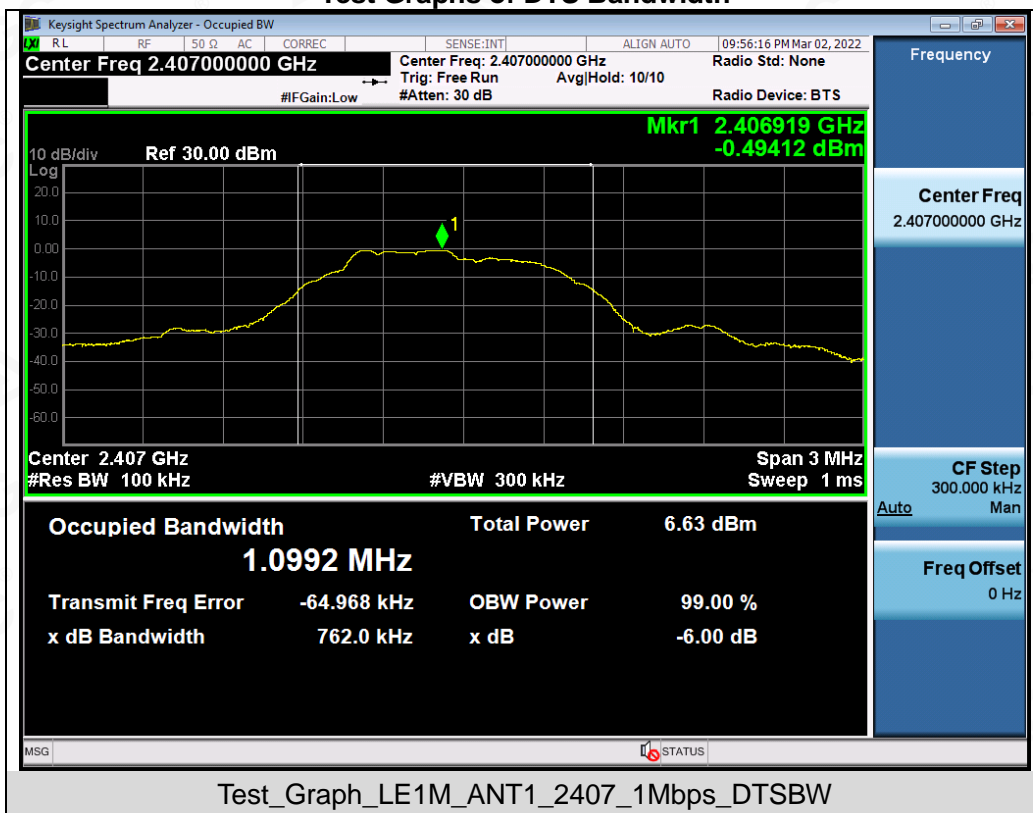 Test Graphs of DTS Bandwidth
Keysight Spectrum Analyzer - Occupied BW
LXI RL RF 50 Ω AC CORREC SENSE:INT ALIGN AUTO 09:56:16 PM Mar 02, 2022
Center Freq 2.407000000 GHz
Center Freq: 2.407000000 GHz
Radio Std: None
Trig: Free Run Avg|Hold: 10/10
#IFGain:Low
#Atten: 30 dB
Radio Device: BTS
Frequency
Mkr1 2.406919 GHz
-0.49412 dBm
10 dB/div Ref 30.00 dBm
Log
20.0
10.0
0.00
-10.0
-20.0
-30.0
-40.0
-50.0
-60.0
1
Center 2.407 GHz
Span 3 MHz
#Res BW 100 kHz
#VBW 300 kHz
Sweep 1 ms
Center Freq
2.407000000 GHz
CF Step
300.000 kHz
Auto Man
Freq Offset
0 Hz
Occupied Bandwidth
Total Power 6.63 dBm
1.0992 MHz
Transmit Freq Error -64.968 kHz
OBW Power 99.00 %
x dB Bandwidth 762.0 kHz
x dB -6.00 dB
MSG
STATUS
Test_Graph_LE1M_ANT1_2407_1Mbps_DTSBW